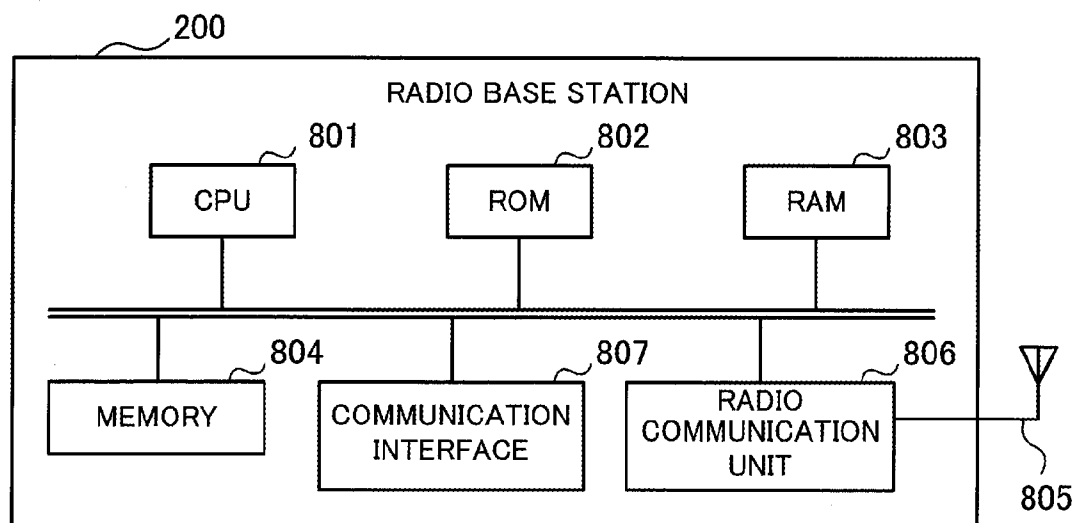 200
RADIO BASE STATION
801
802
803
CPU
ROM
RAM
804
807
806
MEMORY
COMMUNICATION
INTERFACE
RADIO
COMMUNICATION
UNIT
805